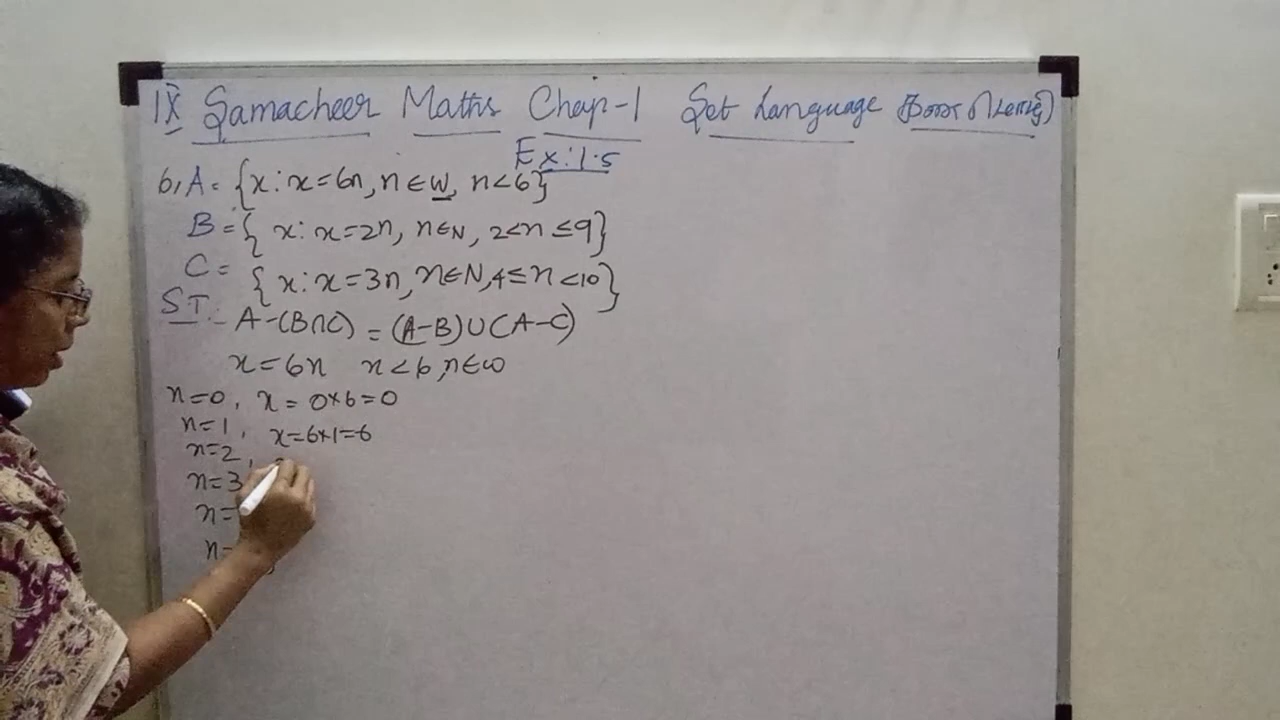 IX Samacheer Maths Chap-1 Set Language (கணமொழி)
Ex:1.5
6, A = {x : x = 6n, n ∈ W, n < 6}
B = { x : x = 2n, n ∈ N, 2 < n ≤ 9}
C = { x : x = 3n, n ∈ N, 4 ≤ n < 10}
S.T. - A-(B∩C) = (A-B)∪(A-C)
x = 6n n < 6, n ∈ w
n=0, x = 0×6 = 0
n=1, x = 6×1 = 6
n=2,
n=3
n=
n=